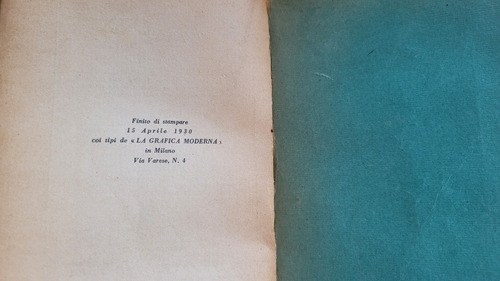 Finito di stampare
15 Aprile 1930
coi tipi de « LA GRAFICA MODERNA »
in Milano
Via Varese, N. 4